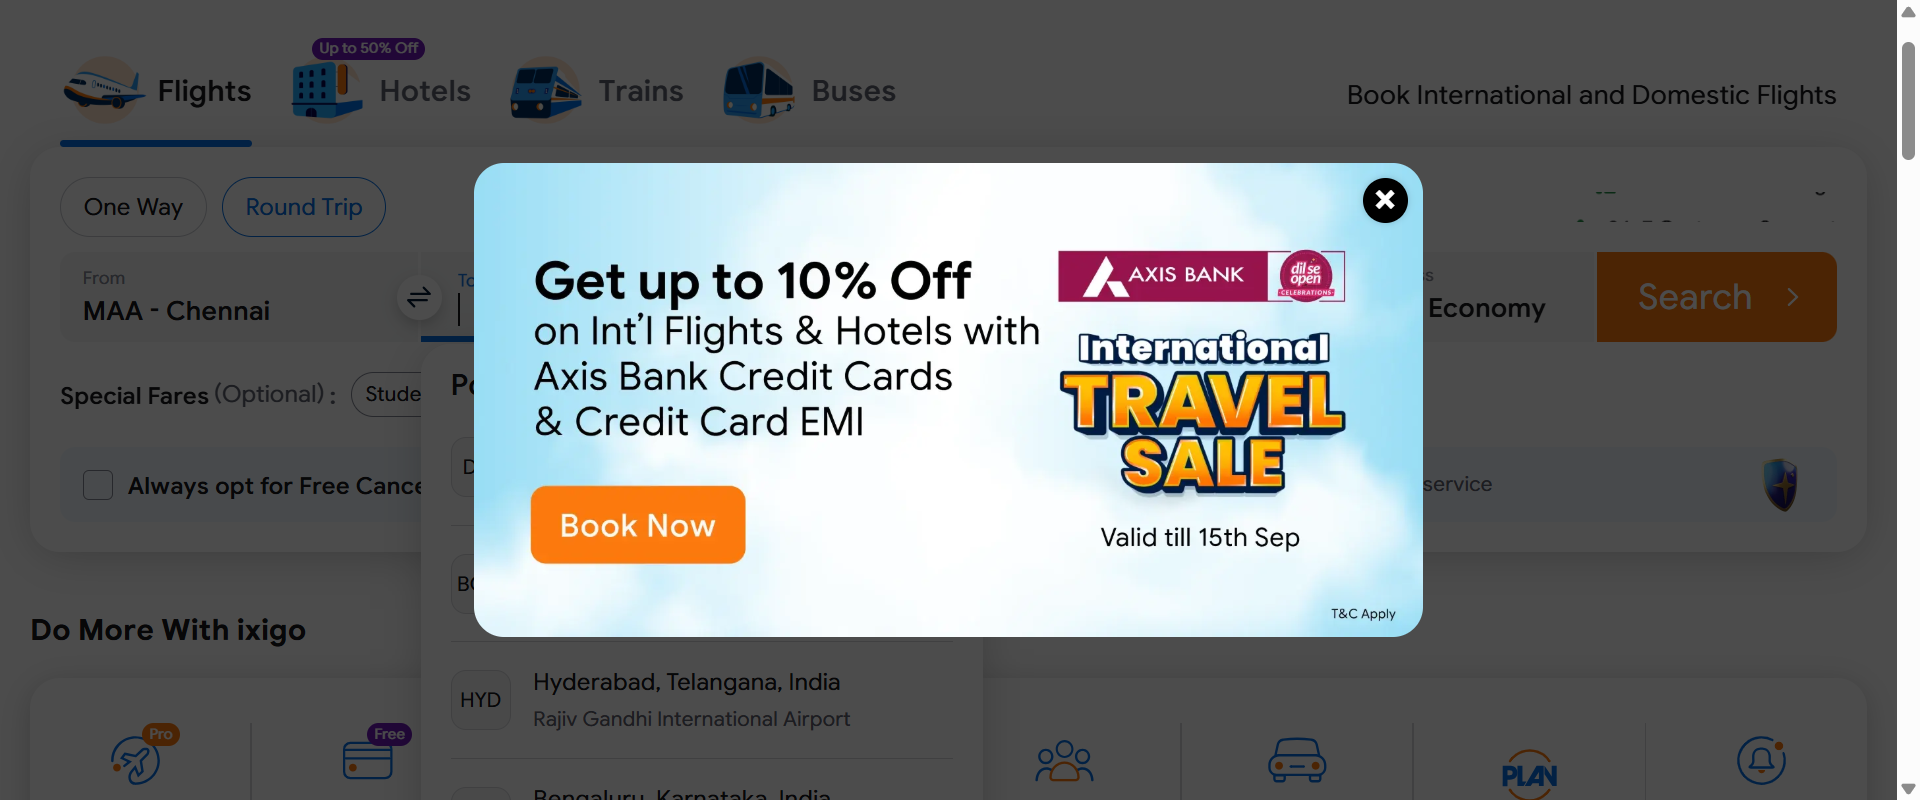 Up to 50% Off
Flights
Hotels
Trains
Buses
Book International and Domestic Flights
One Way
Round Trip
From
MAA - Chennai
To
Economy
Search
Special Fares (Optional) :
Always opt for Free
service
Get up to 10% Off
on Int'l Flights & Hotels with
Axis Bank Credit Cards
& Credit Card EMI
Book Now
AXIS BANK
dil se
open
CELEBRATIONS
International
TRAVEL
SALE
Valid till 15th Sep
T&C Apply
HYD
Hyderabad, Telangana, India
Rajiv Gandhi International Airport
Bengaluru, Karnataka, India
Do More With ixigo
Pro
Free
PLAN